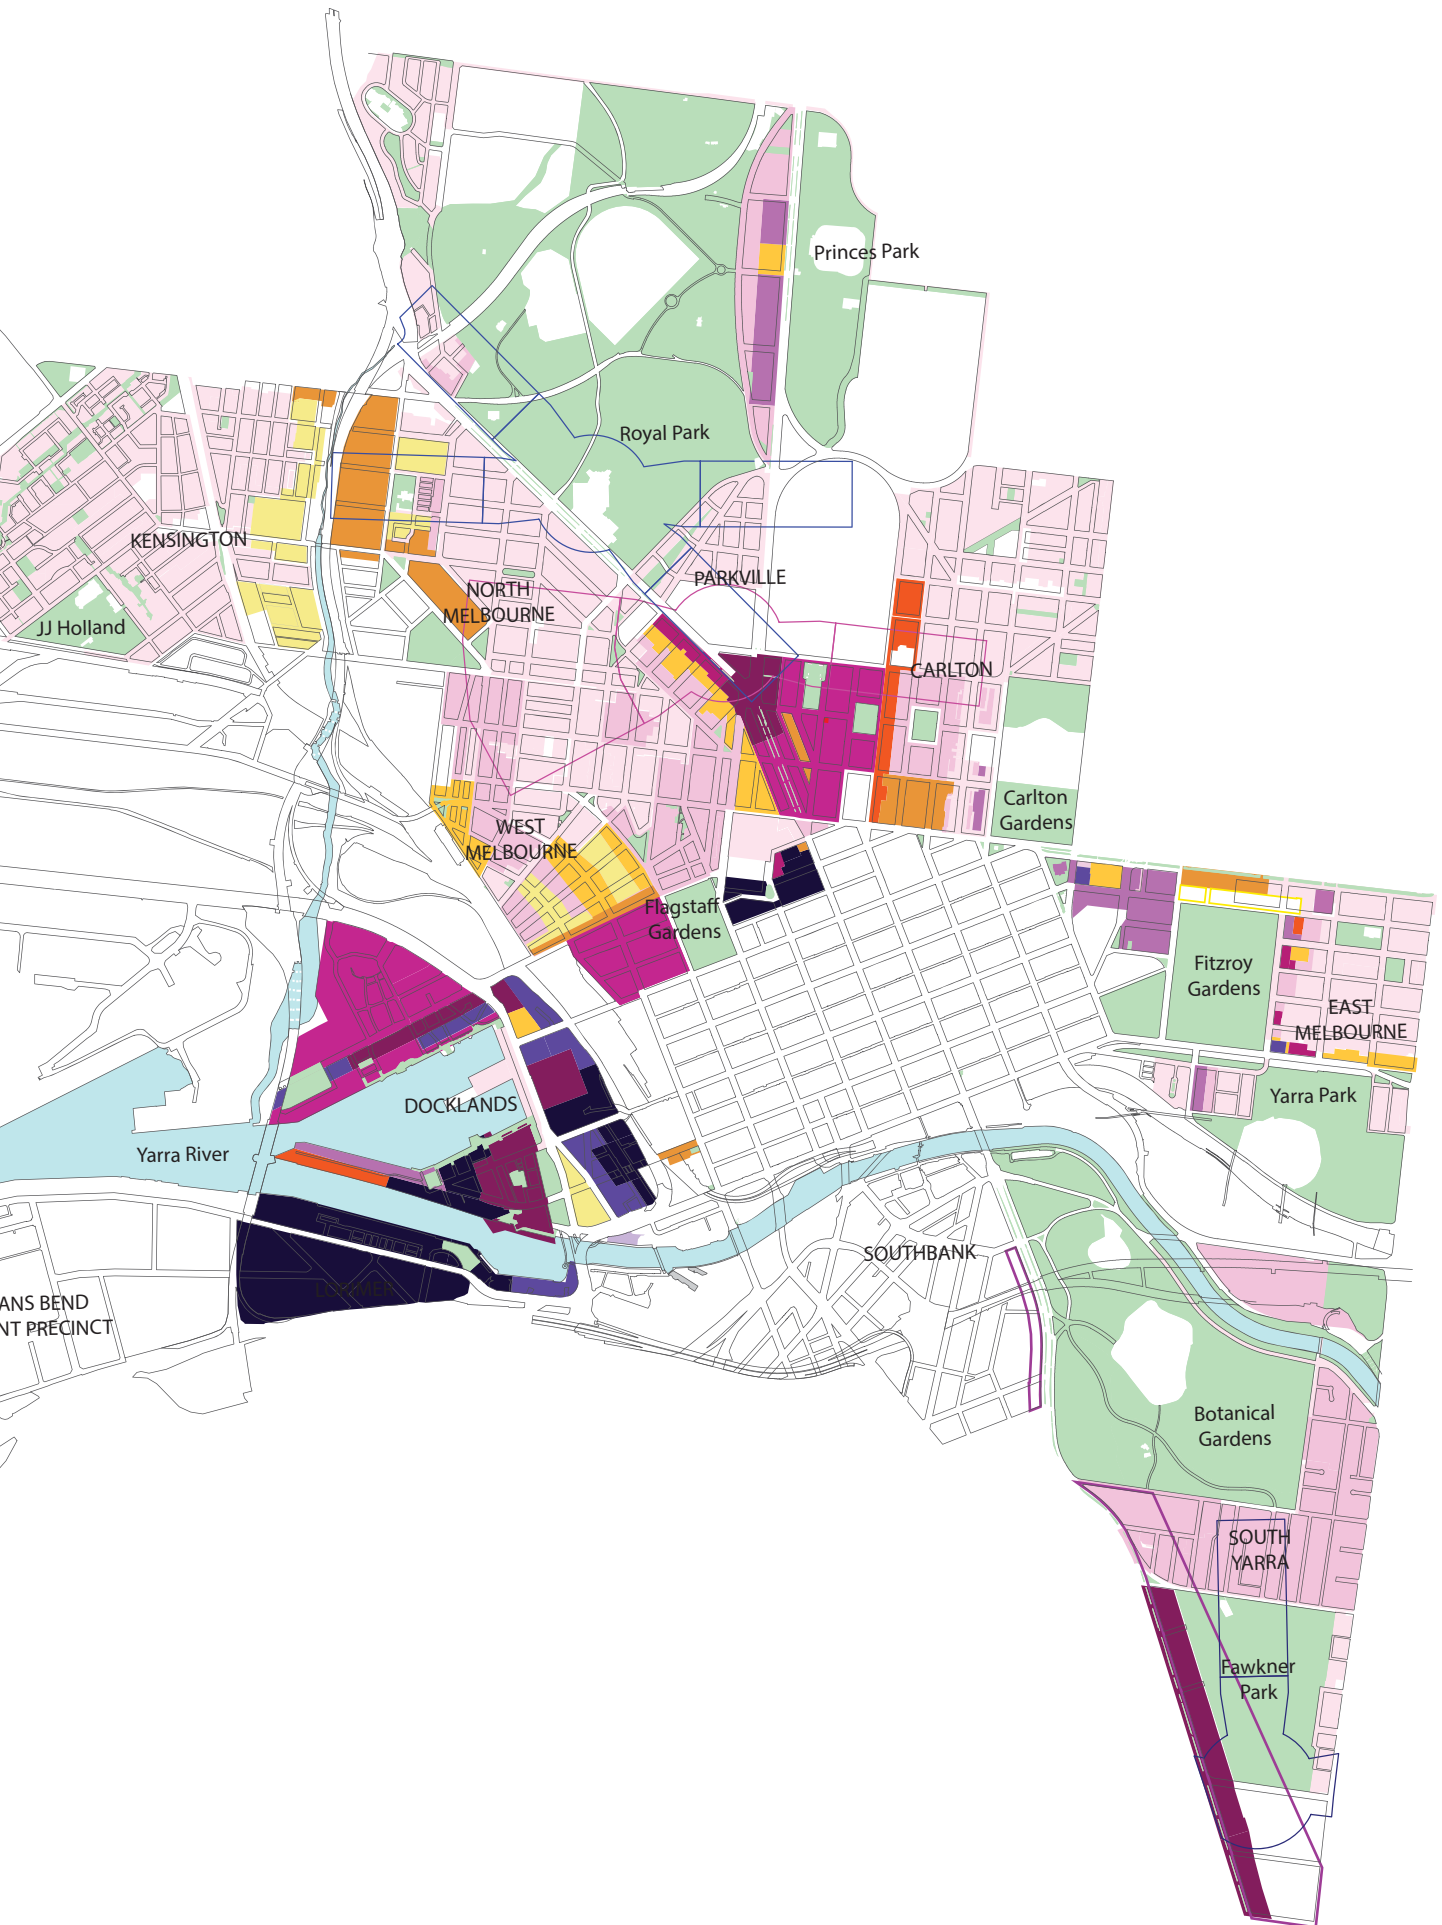 Princes Park
Royal Park
KENSINGTON
PARKVILLE
NORTH
MELBOURNE
JJ Holland
CARLTON
Carlton
Gardens
WEST
MELBOURNE
Flagstaff
Gardens
Fitzroy
Gardens
EAST
MELBOURNE
Yarra Park
DOCKLANDS
Yarra River
SOUTHBANK
LORIMER
ANS BEND
NT PRECINCT
Botanical
Gardens
SOUTH
YARRA
Fawkner
Park